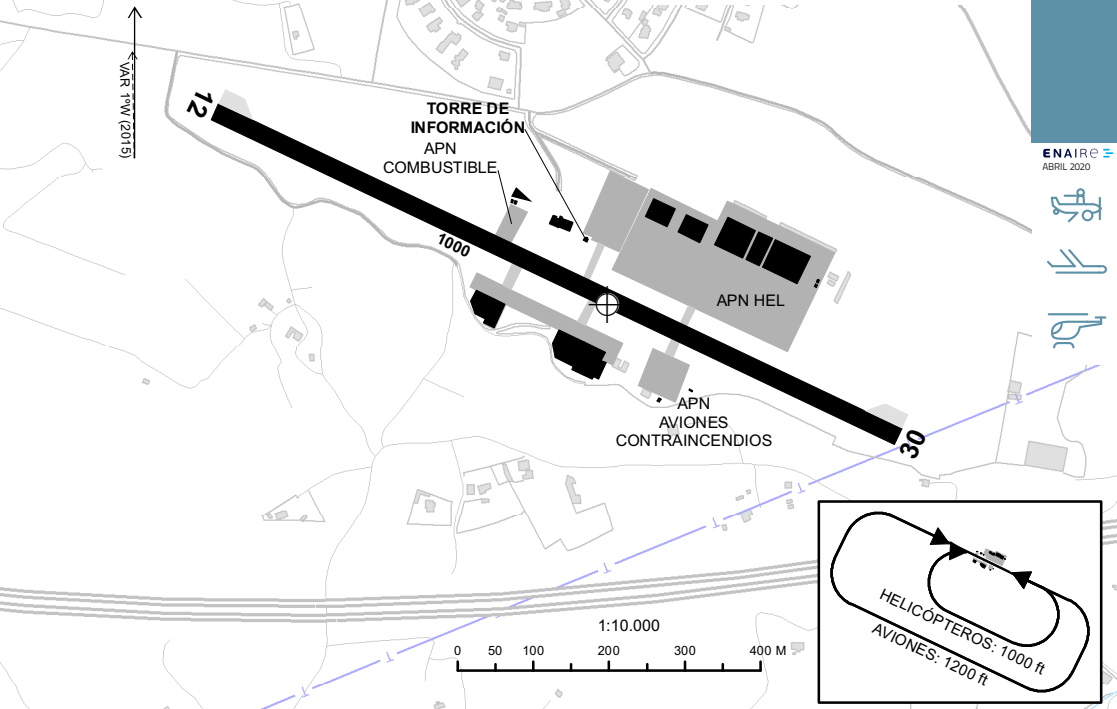 VAR 1°W (2015)
12
TORRE DE
INFORMACIÓN
APN
COMBUSTIBLE
1000
APN HEL
APN
AVIONES
CONTRAINCENDIOS
30
ENAIRe
ABRIL 2020
T
T
T
T
T
T
1:10.000
0 50 100 200 300 400 M
HELICÓPTEROS: 1000 ft
AVIONES: 1200 ft